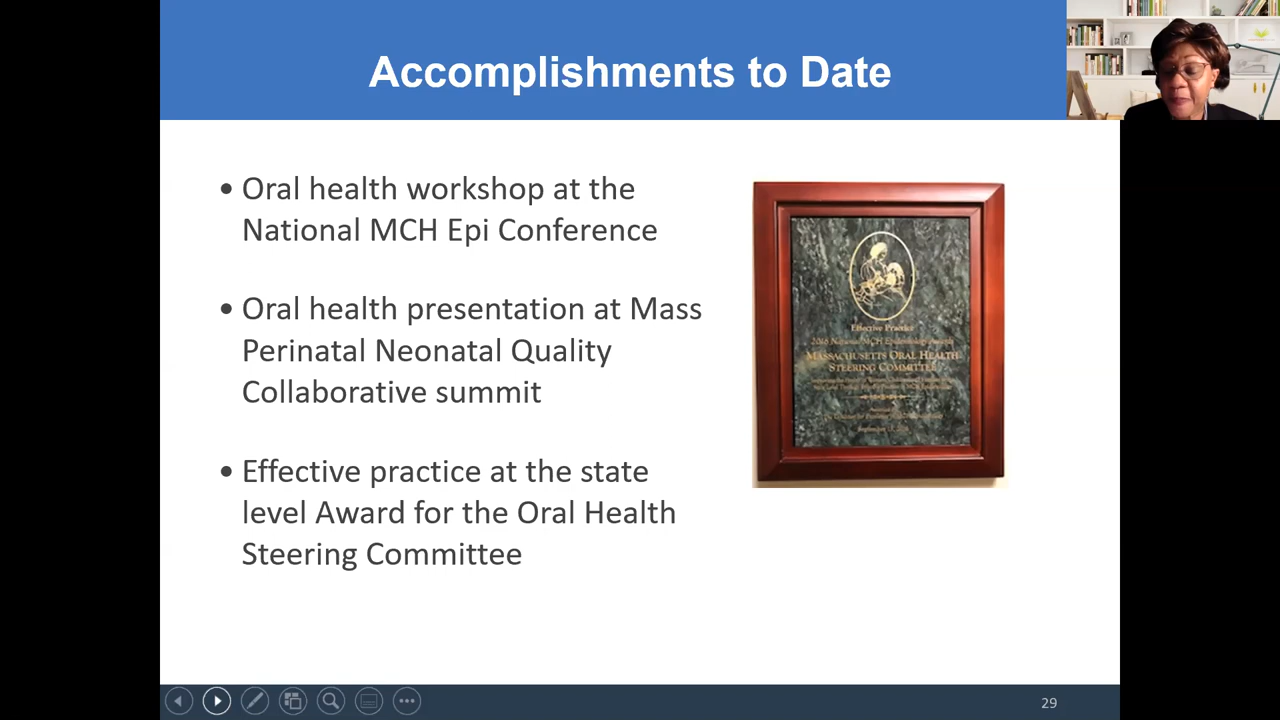 Accomplishments to Date
• Oral health workshop at the
National MCH Epi Conference
• Oral health presentation at Mass
Perinatal Neonatal Quality
Collaborative summit
• Effective practice at the state
level Award for the Oral Health
Steering Committee
Effective Practice
National MCH Epidemiology Awards
MASSACHUSETTS ORAL HEALTH
STEERING COMMITTEE
29